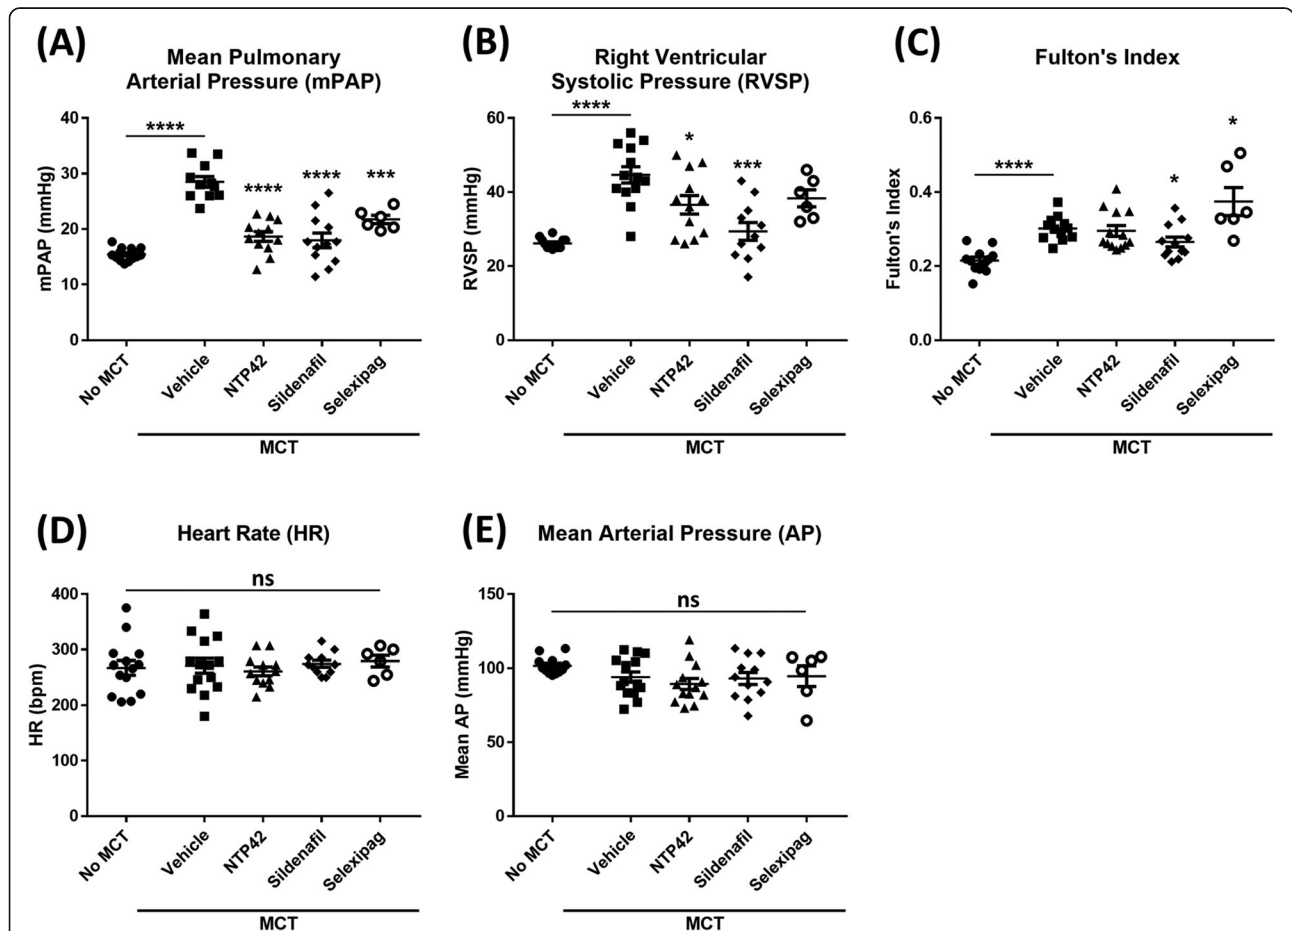 (A)
Mean Pulmonary
Arterial Pressure (mPAP)
mPAP (mmHg)
40
30
20
10
0
****
****
****
***
No MCT
Vehicle
NTP42
Sildenafil
Selexipag
MCT
(B)
Right Ventricular
Systolic Pressure (RVSP)
RVSP (mmHg)
60
40
20
0
****
*
***
No MCT
Vehicle
NTP42
Sildenafil
Selexipag
MCT
(C)
Fulton's Index
Fulton's Index
0.6
0.4
0.2
0.0
****
*
*
No MCT
Vehicle
NTP42
Sildenafil
Selexipag
MCT
(D)
Heart Rate (HR)
HR (bpm)
400
300
200
100
0
ns
No MCT
Vehicle
NTP42
Sildenafil
Selexipag
MCT
(E)
Mean Arterial Pressure (AP)
Mean AP (mmHg)
150
100
50
0
ns
No MCT
Vehicle
NTP42
Sildenafil
Selexipag
MCT